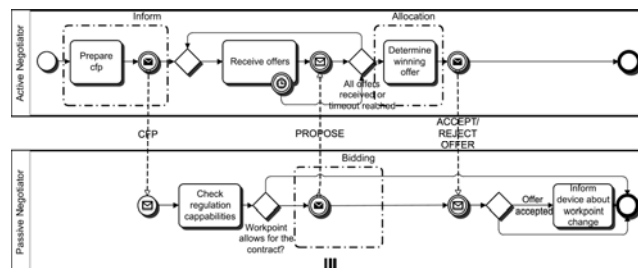 Inform
Allocation
Active Negotiator
Prepare
cfp
Receive offers
Determine
winning
offer
All offers
received or
timeout reached
CFP
PROPOSE
ACCEPT/
REJECT
OFFER
Passive Negotiator
Bidding
Check
regulation
cappabilities
Workpoint
allows for the
contract?
Offer
accepted
Inform
device about
workpoint
change